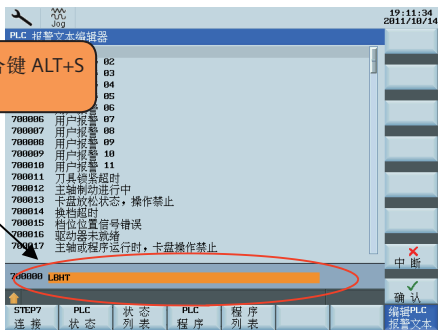 Jog
19:11:34
2011/10/14
PLC 报警文本编辑器
合键 ALT+S
02
03
04
05
700006 用户报警 07
700007 用户报警 08
700008 用户报警 09
700009 用户报警 10
700010 用户报警 11
700011 刀具锁紧超时
700012 主轴制动进行中
700013 卡盘放松状态，操作禁止
700014 换档超时
700015 档位位置信号错误
700016 驱动器未就绪
700017 主轴或程序运行时，卡盘操作禁止
700000 LBHT
中断
确认
STEP7 连接
PLC 状态
状态列表
PLC 程序
程序列表
编辑PLC 报警文本